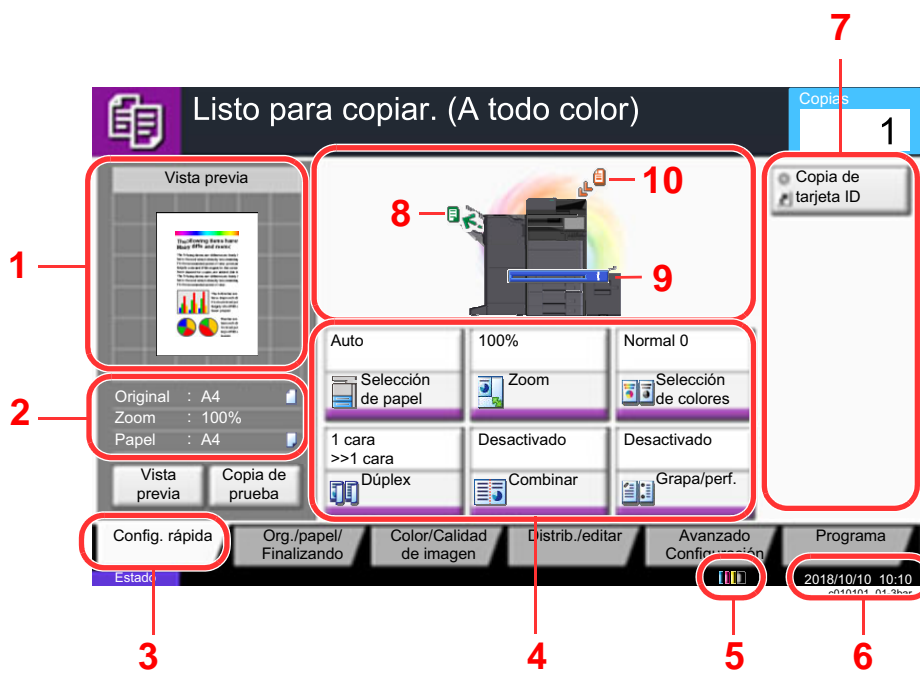 7
Listo para copiar. (A todo color)
Copias
1
Vista previa
10
Copia de
tarjeta ID
8
1
9
Auto
100%
Normal 0
Selección
de papel
Zoom
Selección
de colores
Original : A4
2
Zoom : 100%
Papel : A4
1 cara
>>1 cara
Desactivado
Desactivado
Dúplex
Combinar
Grapa/perf.
Vista
previa
Copia de
prueba
Config. rápida
Org./papel/
Finalizando
Color/Calidad
de imagen
Distrib./editar
Avanzado
Configuración
Programa
Estado
2018/10/10 10:10
c010101_01-3bar
3
4
5
6